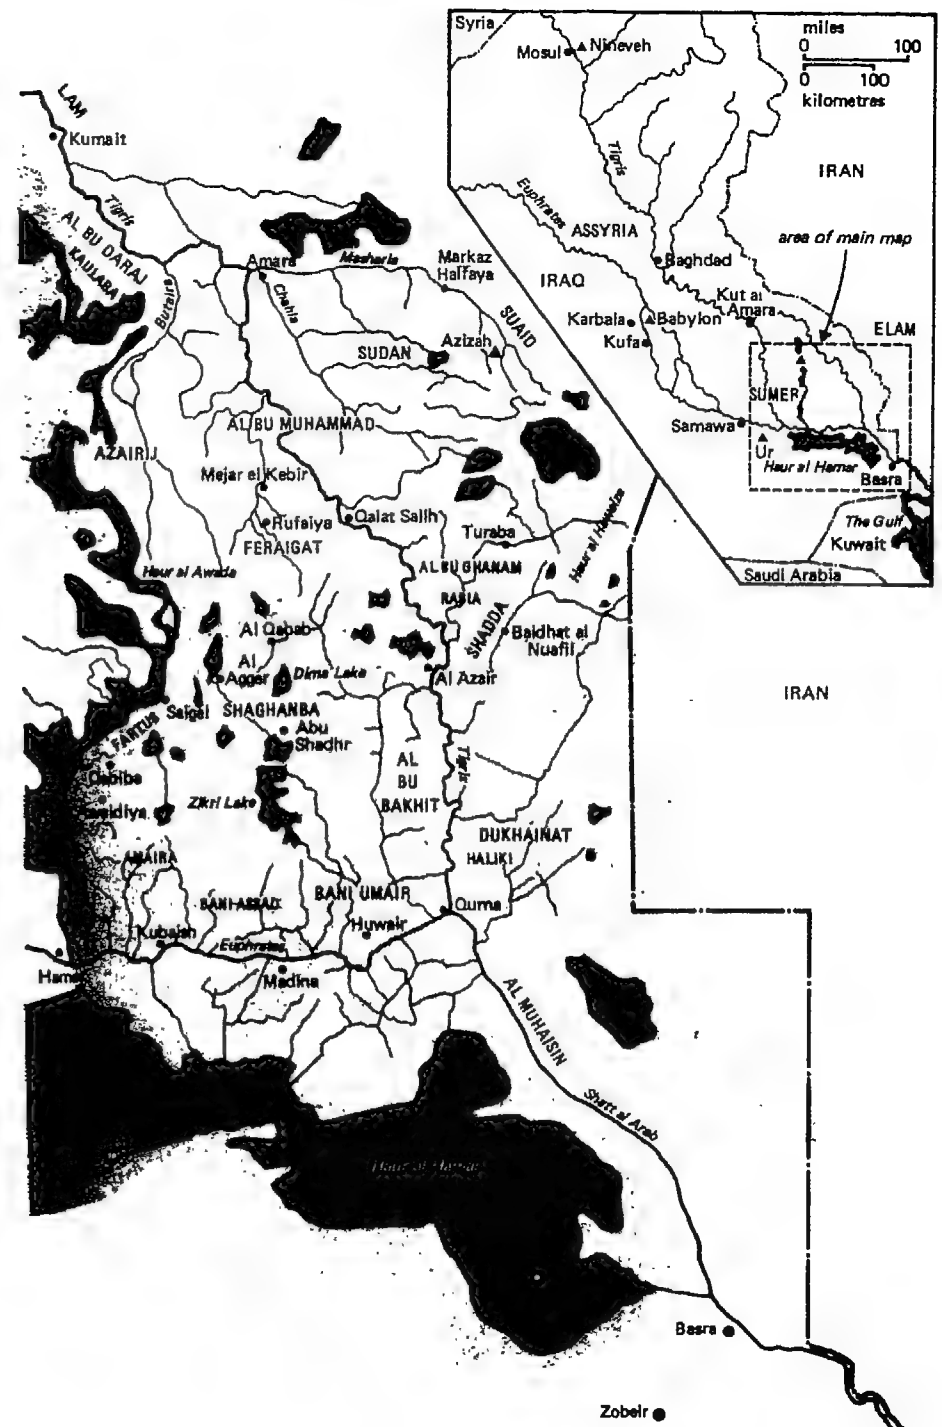 Syria
miles
0 100
0 100
kilometres
Mosul
Nineveh
Tigris
IRAN
Euphrates
ASSYRIA
area of main map
Baghdad
IRAQ
Kut al
Amara
Karbala
Babylon
Kufa
ELAM
SUMER
Samawa
Ur
Haur al Hamar
Basra
The Gulf
Kuwait
Saudi Arabia
LAM
Kumait
Tigris
AL BU DARAJ
KAULABA
Amara
Masharia
Markaz
Halfaya
Butaira
Chahla
SUAID
SUDAN
Azizah
AL BU MUHAMMAD
AZAIRIJ
Mejar el Kebir
Rufaiya
Qalat Salih
FERAIGAT
Turaba
Haur al Hawaiza
Haur al Awada
AL BU GHANAM
RABIA
SHADDA
Al Qabab
Baidhat al
Nuafil
Al
Aggar
Dima Lake
Al Azair
Saigal
SHAGHANBA
FARTUS
Abu
Shadhr
Qabiba
AL
BU
BAKHIT
Tigris
IRAN
Zikri Lake
DUKHAINAT
HALIKI
AMAIRA
BANI ASSAD
BANI UMAIR
Qurna
Kubaish
Euphrates
Huwair
Hamar
Madina
AL MUHAISIN
Shatt al Arab
Haur al Hamar
Basra
Zobeir